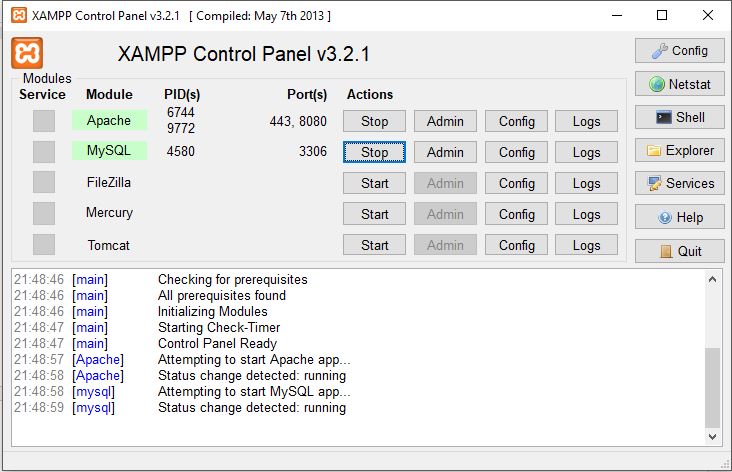 XAMPP Control Panel v3.2.1 [ Compiled: May 7th 2013 ]
XAMPP Control Panel v3.2.1
Config
Modules
Service Module PID(s) Port(s) Actions
Netstat
Apache 6744 9772 443, 8080 Stop Admin Config Logs
Shell
MySQL 4580 3306 Stop Admin Config Logs
Explorer
FileZilla Start Admin Config Logs
Services
Mercury Start Admin Config Logs
Help
Tomcat Start Admin Config Logs
Quit
21:48:46 [main] Checking for prerequisites
21:48:46 [main] All prerequisites found
21:48:46 [main] Initializing Modules
21:48:47 [main] Starting Check-Timer
21:48:47 [main] Control Panel Ready
21:48:57 [Apache] Attempting to start Apache app...
21:48:58 [Apache] Status change detected: running
21:48:58 [mysql] Attempting to start MySQL app...
21:48:59 [mysql] Status change detected: running